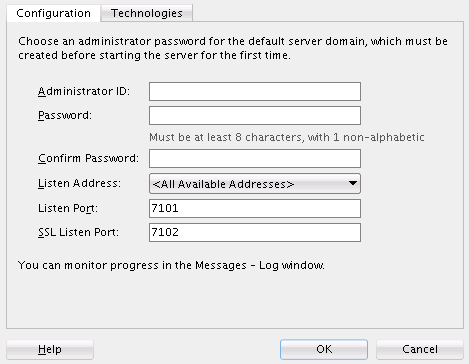 Configuration Technologies
Choose an administrator password for the default server domain, which must be
created before starting the server for the first time.
Administrator ID:
Password:
Must be at least 8 characters, with 1 non-alphabetic
Confirm Password:
Listen Address: <All Available Addresses>
Listen Port: 7101
SSL Listen Port: 7102
You can monitor progress in the Messages - Log window.
Help OK Cancel